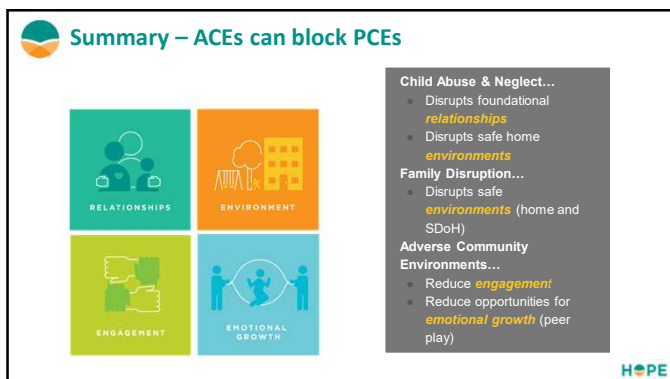 Summary – ACEs can block PCEs
RELATIONSHIPS
ENVIRONMENT
ENGAGEMENT
EMOTIONAL
GROWTH
Child Abuse & Neglect...
● Disrupts foundational
relationships
● Disrupts safe home
environments
Family Disruption...
● Disrupts safe
environments (home and
SDoH)
Adverse Community
Environments...
● Reduce engagement
● Reduce opportunities for
emotional growth (peer
play)
HOPE